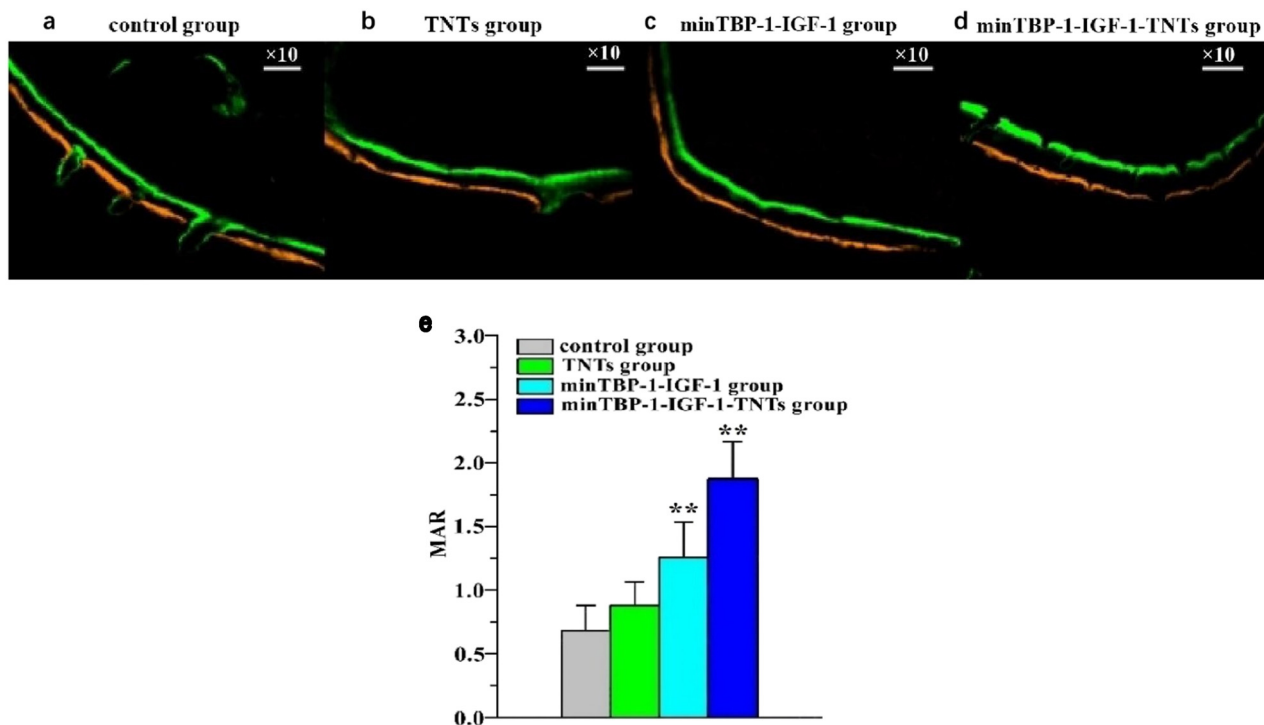 a control group
b TNTs group
c minTBP-1-IGF-1 group
d minTBP-1-IGF-1-TNTs group
×10
×10
×10
×10
e
3.0
2.5
2.0
1.5
1.0
0.5
0.0
MAR
control group
TNTs group
minTBP-1-IGF-1 group
minTBP-1-IGF-1-TNTs group
**
**